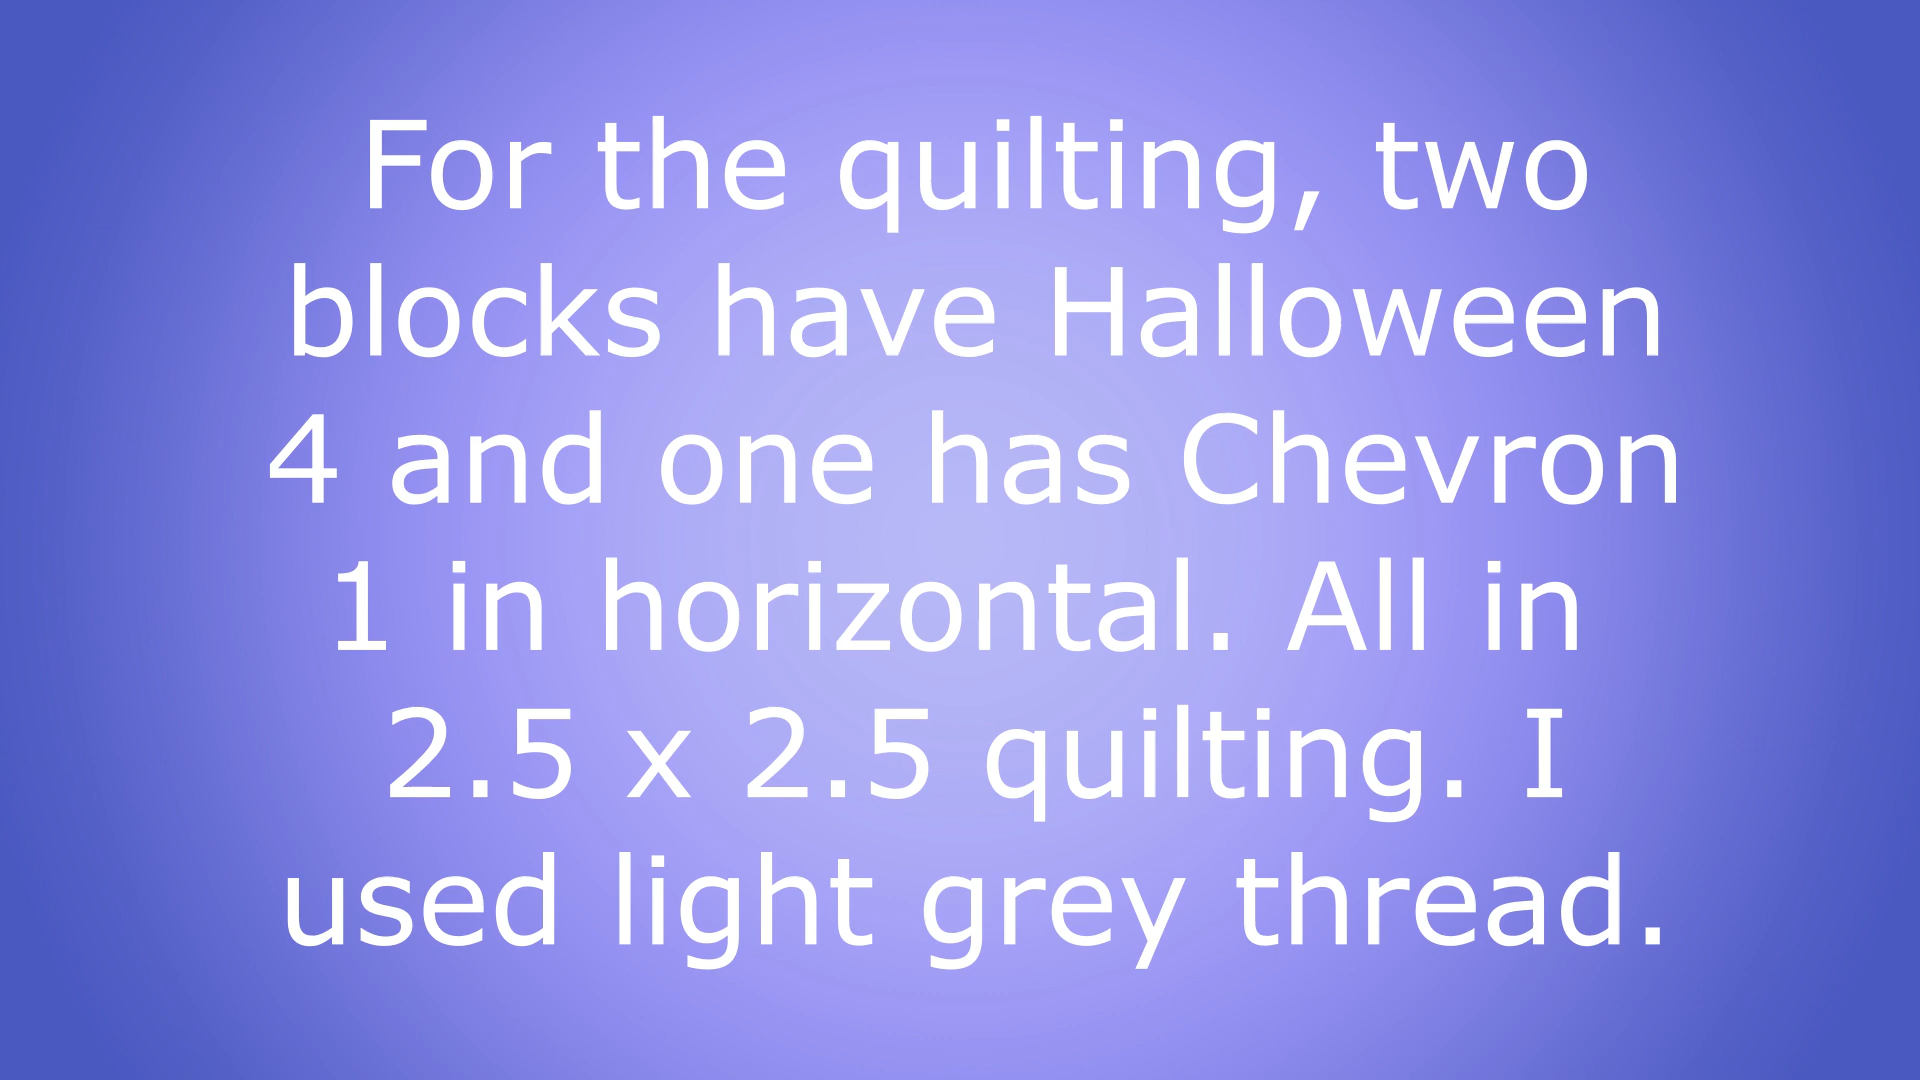 For the quilting, two
blocks have Halloween
4 and one has Chevron
1 in horizontal. All in
2.5 x 2.5 quilting. I
used light grey thread.